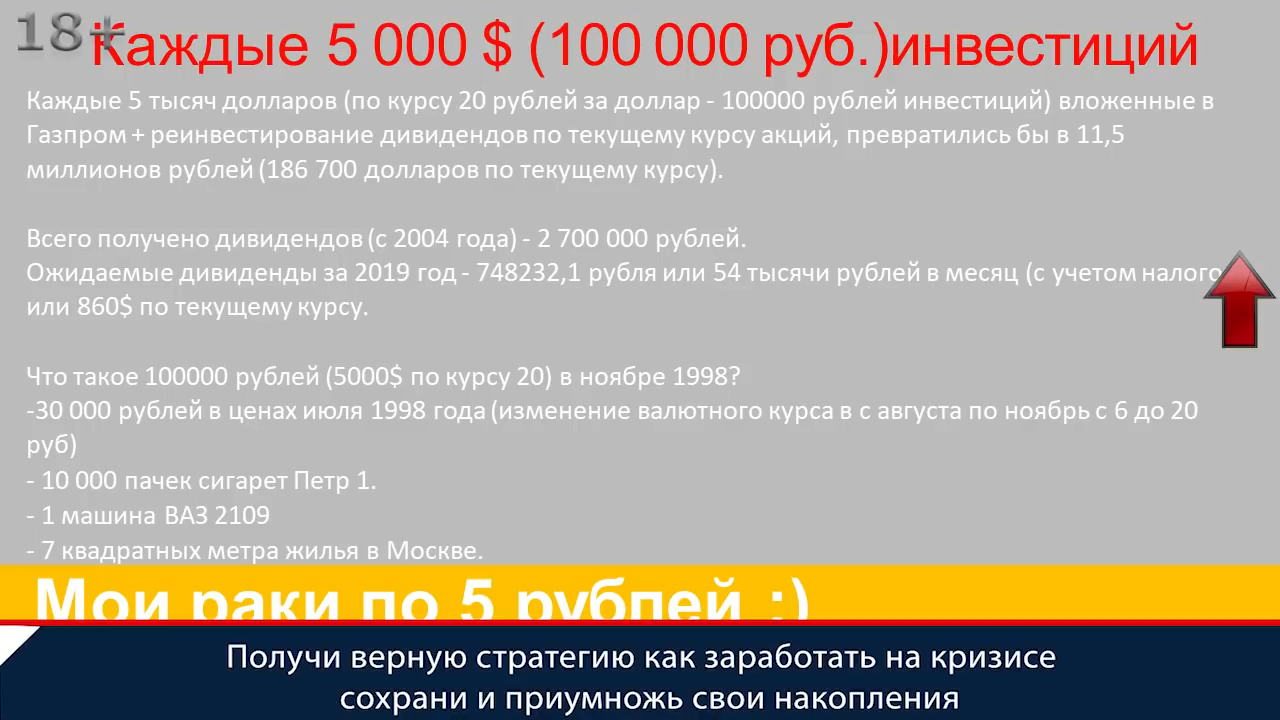 18+
Каждые 5 000 $ (100 000 руб.)инвестиций
Каждые 5 тысяч долларов (по курсу 20 рублей за доллар - 100000 рублей инвестиций) вложенные в
Газпром + реинвестирование дивидендов по текущему курсу акций, превратились бы в 11,5
миллионов рублей (186 700 долларов по текущему курсу).
Всего получено дивидендов (с 2004 года) - 2 700 000 рублей.
Ожидаемые дивиденды за 2019 год - 748232,1 рубля или 54 тысячи рублей в месяц (с учетом налого
или 860$ по текущему курсу.
Что такое 100000 рублей (5000$ по курсу 20) в ноябре 1998?
-30 000 рублей в ценах июля 1998 года (изменение валютного курса в с августа по ноябрь с 6 до 20
руб)
- 10 000 пачек сигарет Петр 1.
- 1 машина ВАЗ 2109
- 7 квадратных метра жилья в Москве.
Мои раки по 5 рублей :)
Получи верную стратегию как заработать на кризисе
сохрани и приумножь свои накопления